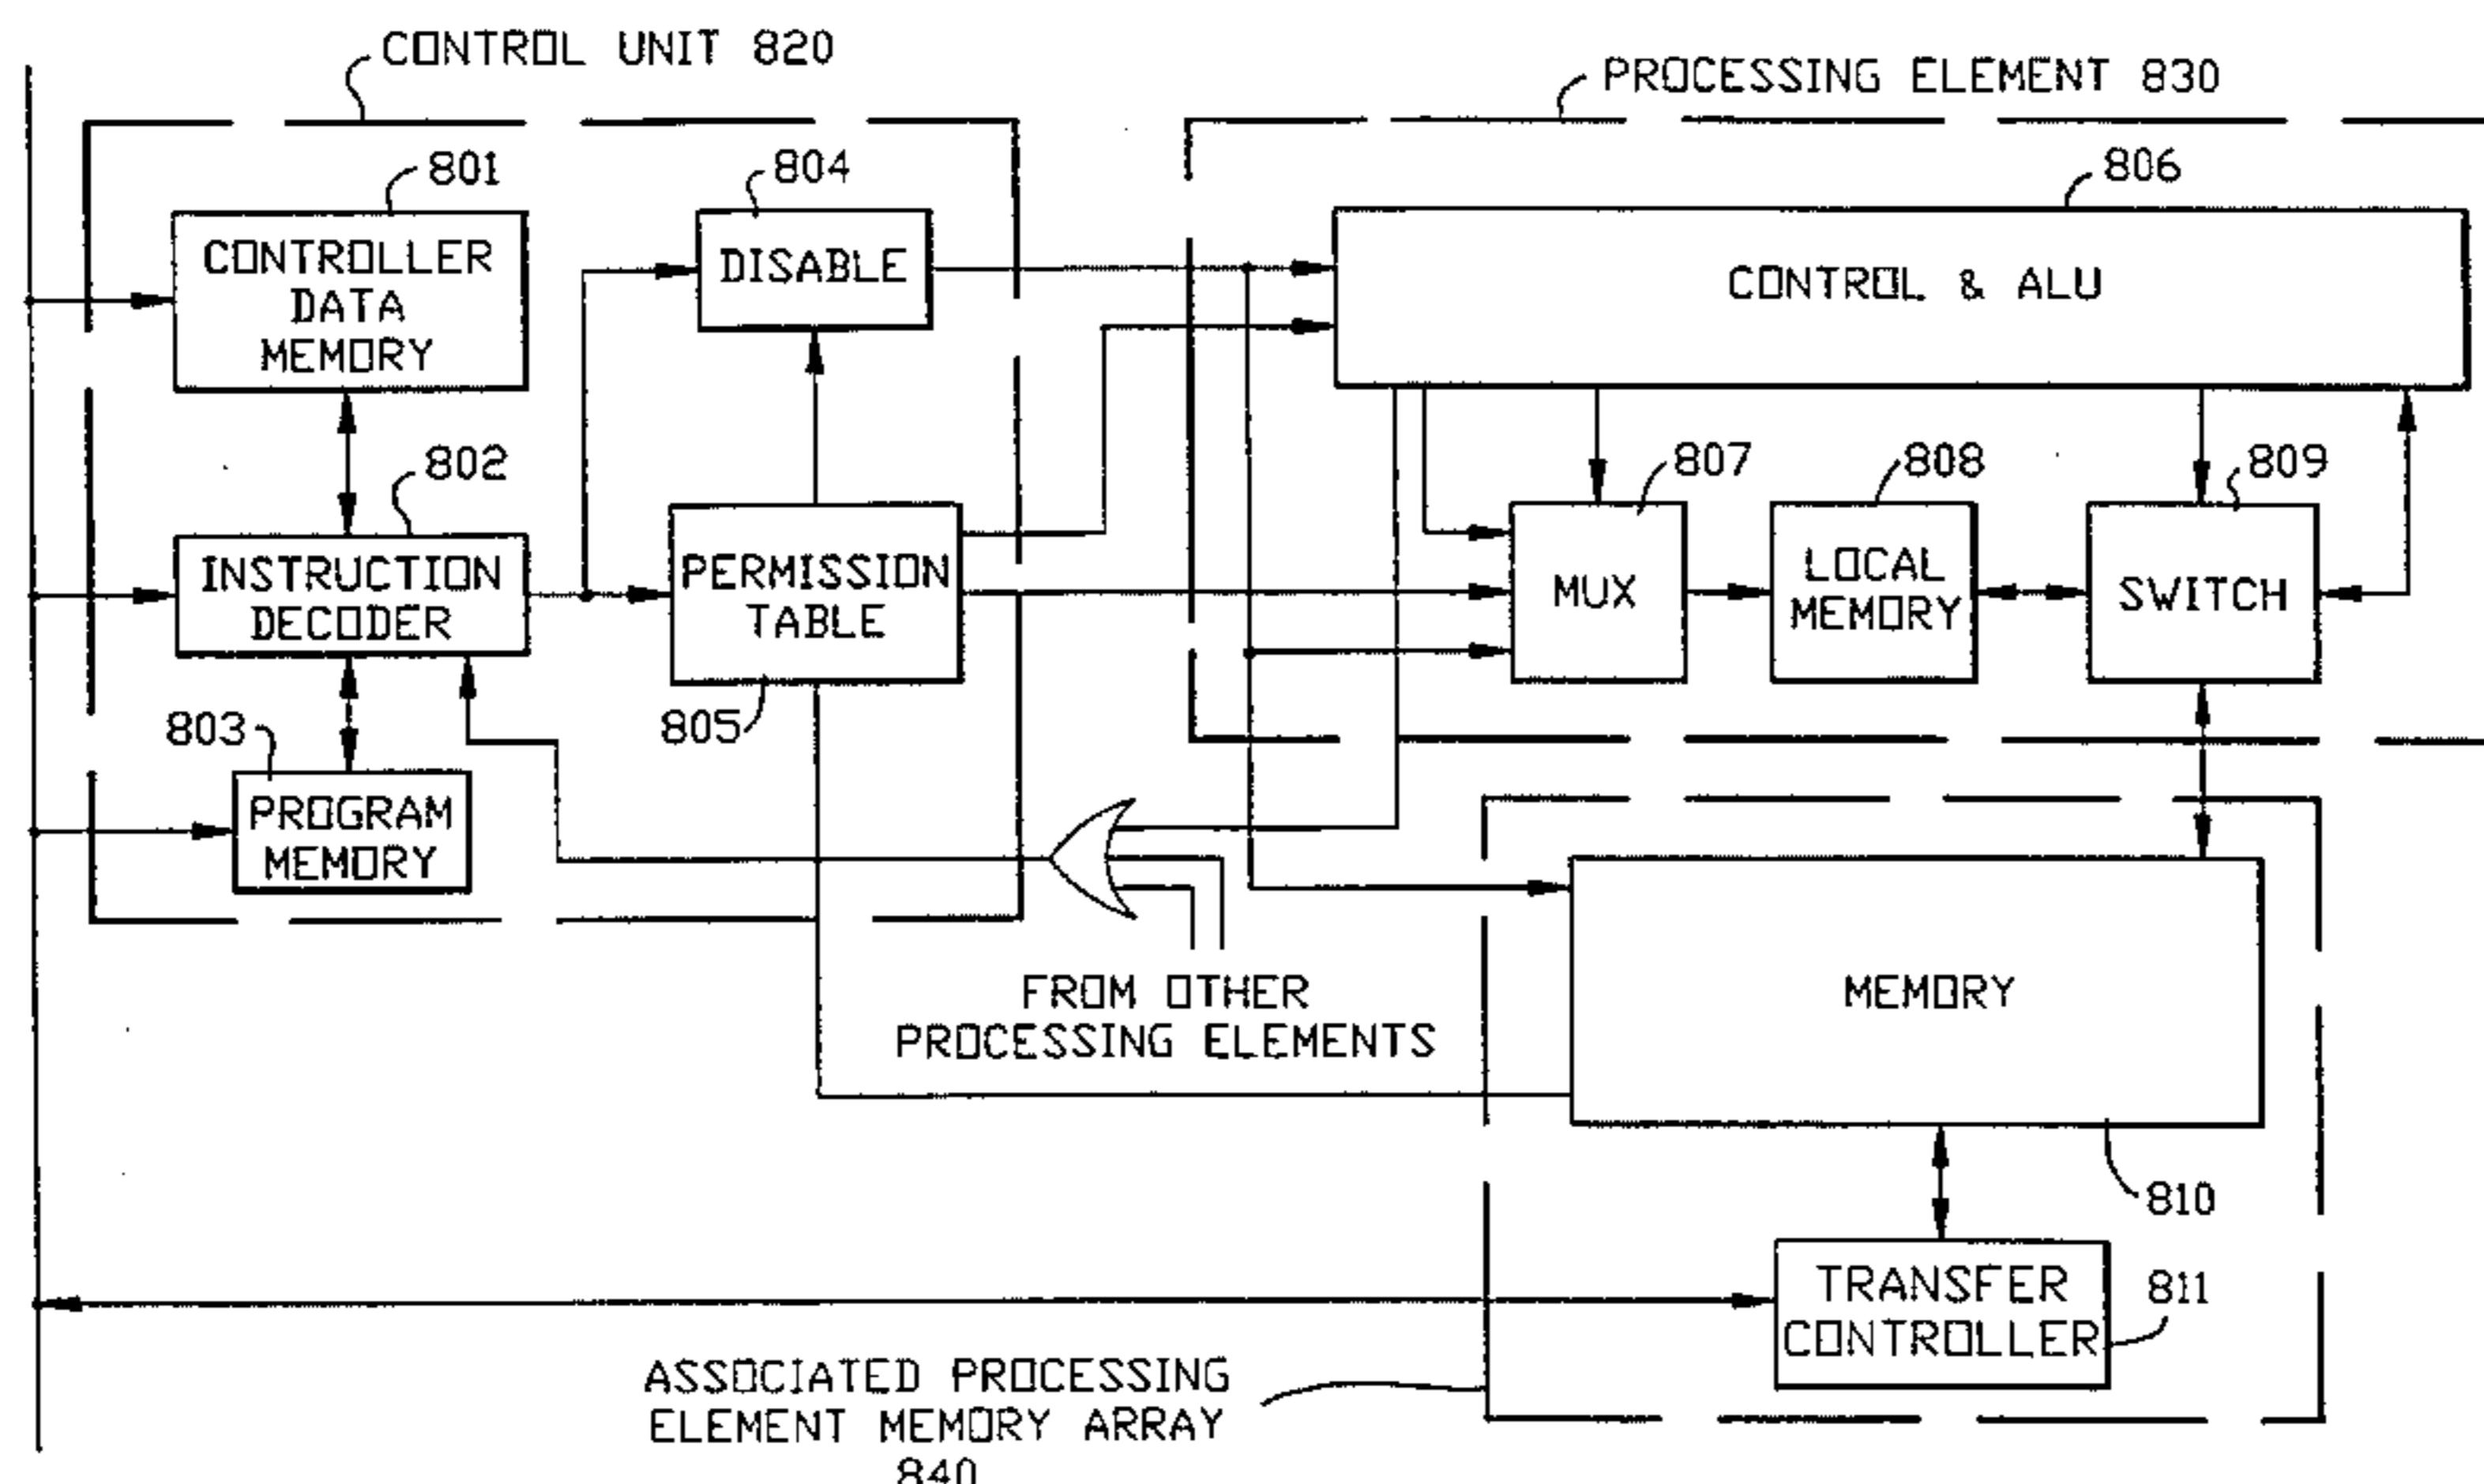 CONTROL UNIT 820
PROCESSING ELEMENT 830
801
804
806
CONTROLLER
DATA
MEMORY
DISABLE
CONTROL & ALU
802
807
808
809
INSTRUCTION
DECODER
PERMISSION
TABLE
MUX
LOCAL
MEMORY
SWITCH
803
805
PROGRAM
MEMORY
FROM OTHER
PROCESSING ELEMENTS
MEMORY
810
TRANSFER
CONTROLLER
811
ASSOCIATED PROCESSING
ELEMENT MEMORY ARRAY
840